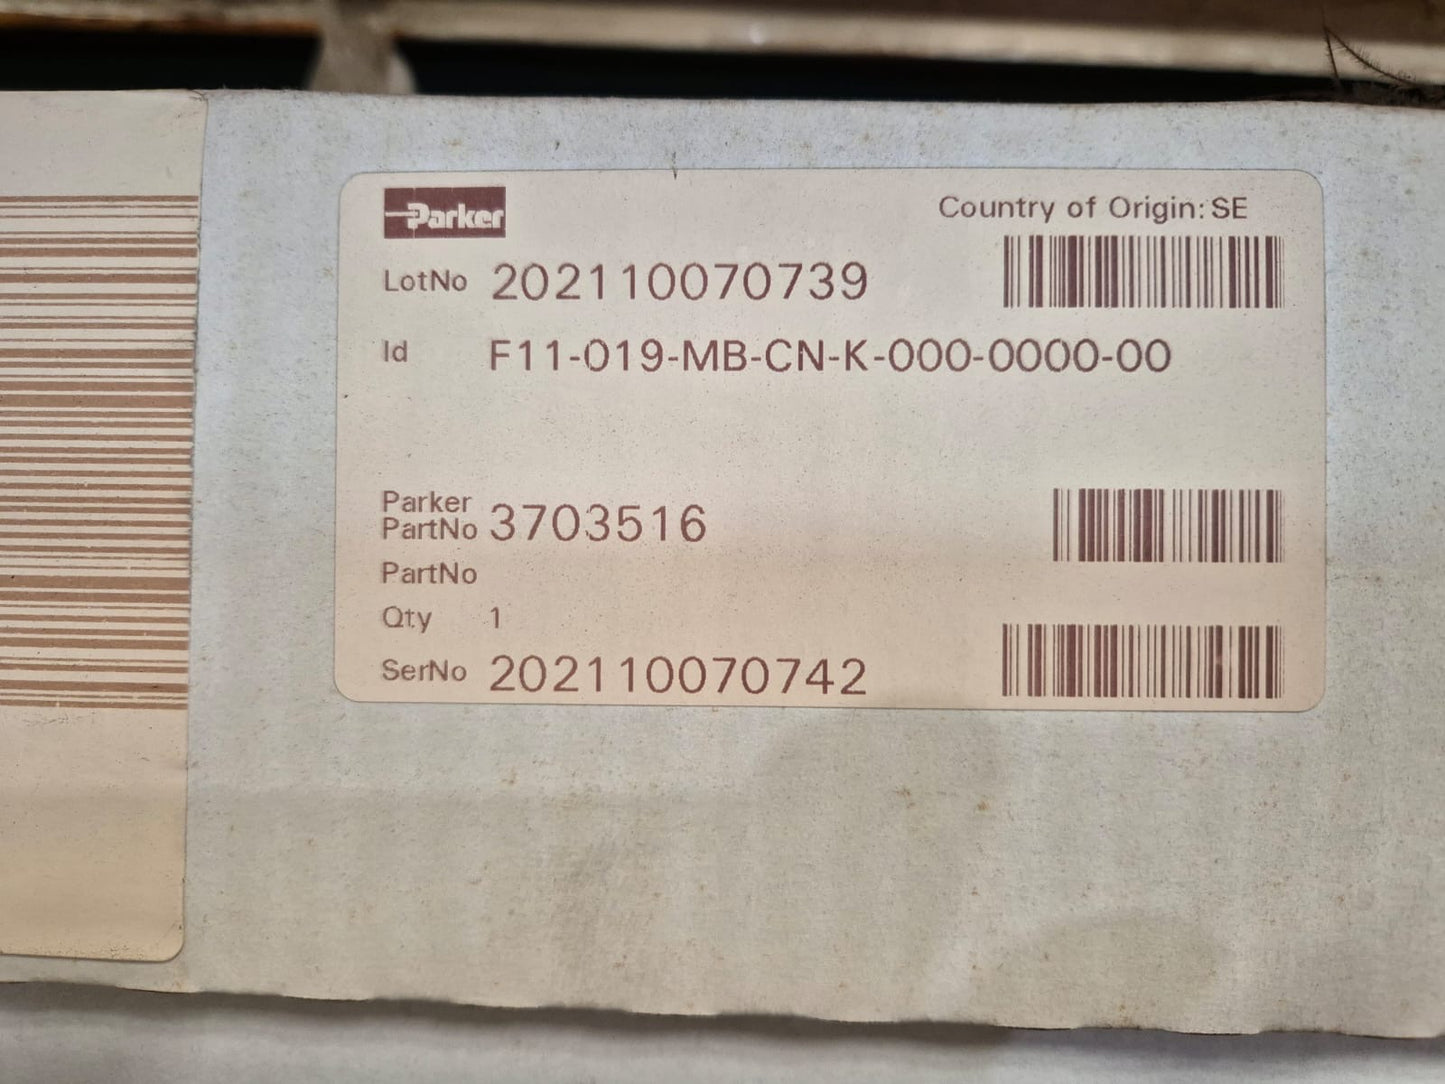 Parker
Country of Origin: SE
LotNo 202110070739
Id F11-019-MB-CN-K-000-0000-00
Parker
PartNo 3703516
PartNo
Qty 1
SerNo 202110070742